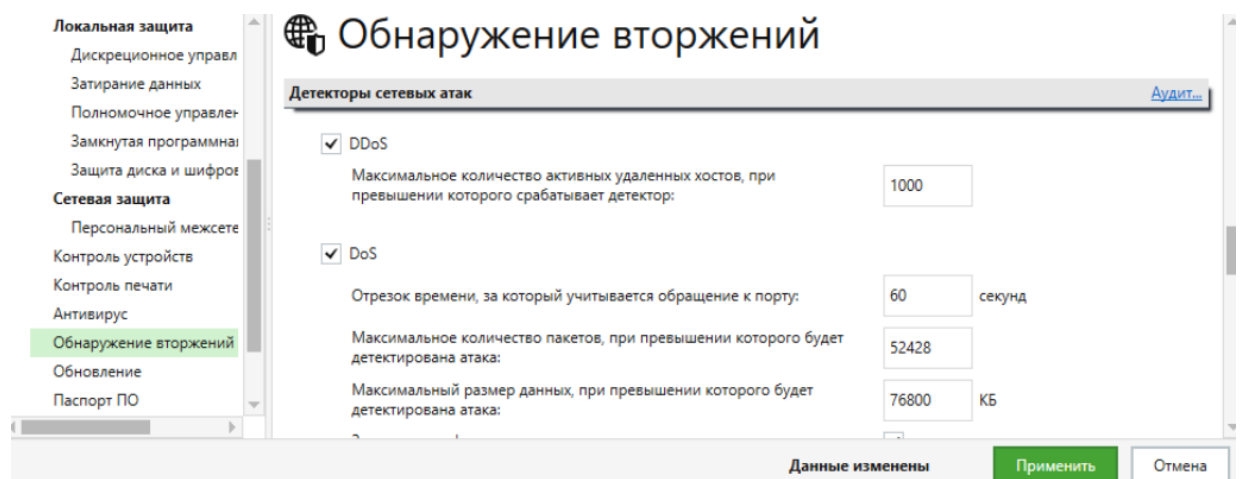 Локальная защита
Дискреционное управл
Затирание данных
Полномочное управлен
Замкнутая программная
Защита диска и шифров
Сетевая защита
Персональный межсете
Контроль устройств
Контроль печати
Антивирус
Обнаружение вторжений
Обновление
Паспорт ПО
Обнаружение вторжений
Детекторы сетевых атак
Аудит...
DDoS
Максимальное количество активных удаленных хостов, при
превышении которого срабатывает детектор:
1000
DoS
Отрезок времени, за который учитывается обращение к порту:
60
секунд
Максимальное количество пакетов, при превышении которого будет
детектирована атака:
52428
Максимальный размер данных, при превышении которого будет
детектирована атака:
76800
КБ
Данные изменены
Применить
Отмена